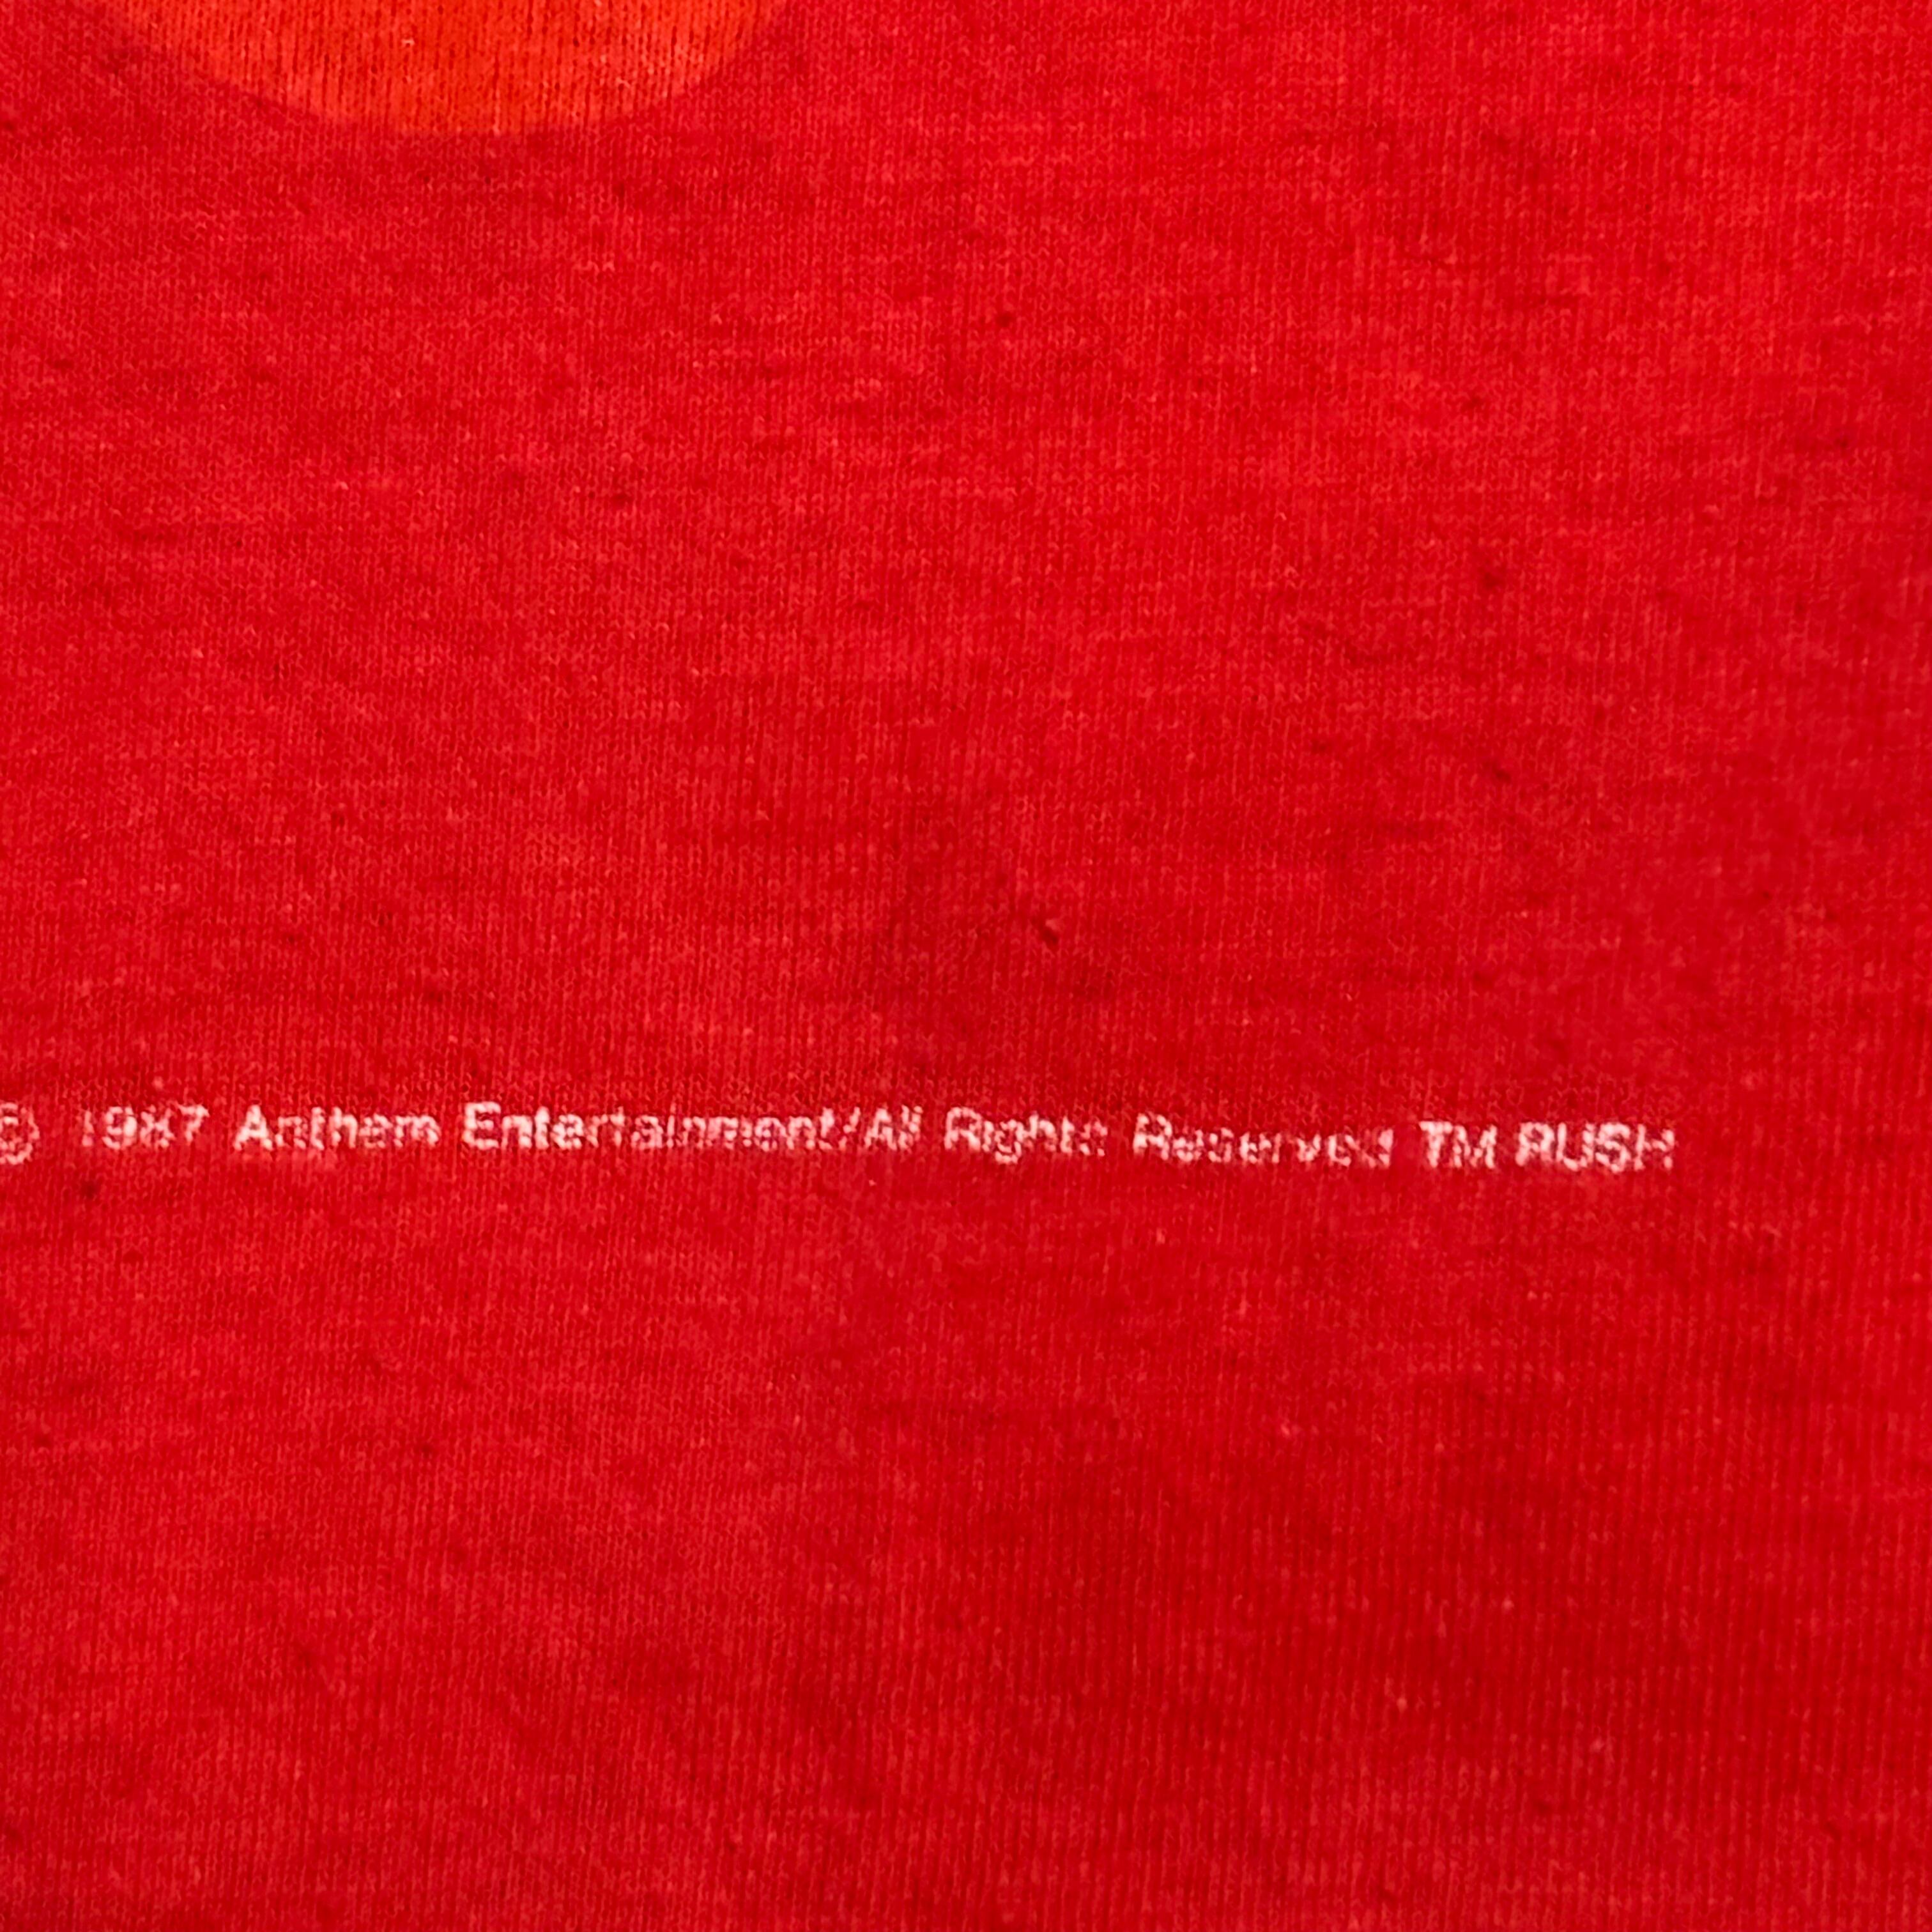 © 1987 Anthem Entertainment/All Rights Reserved TM RUSH